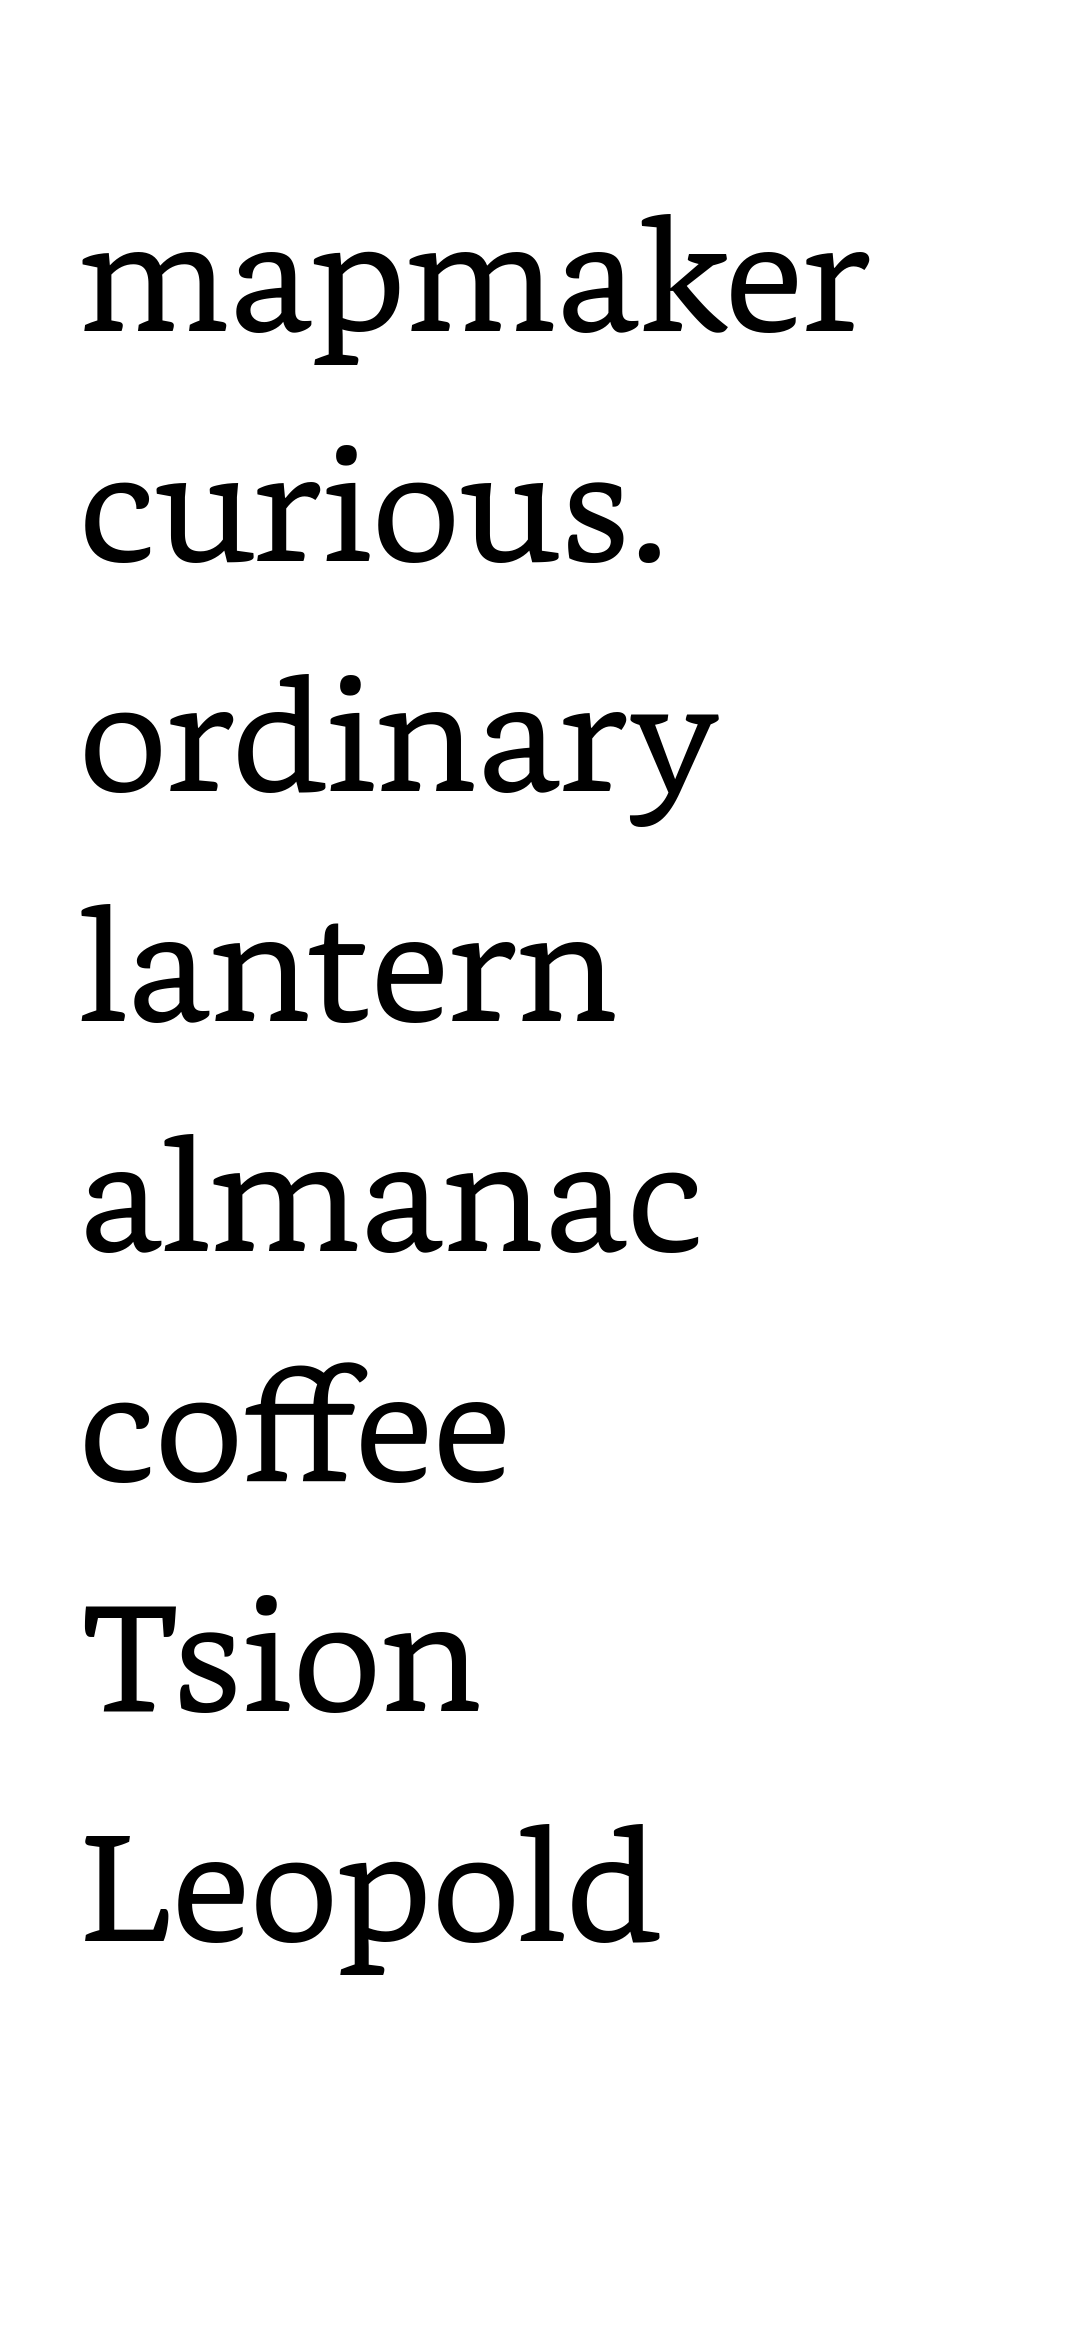 mapmaker
curious.
ordinary
lantern
almanac
coffee
Tsion
Leopold